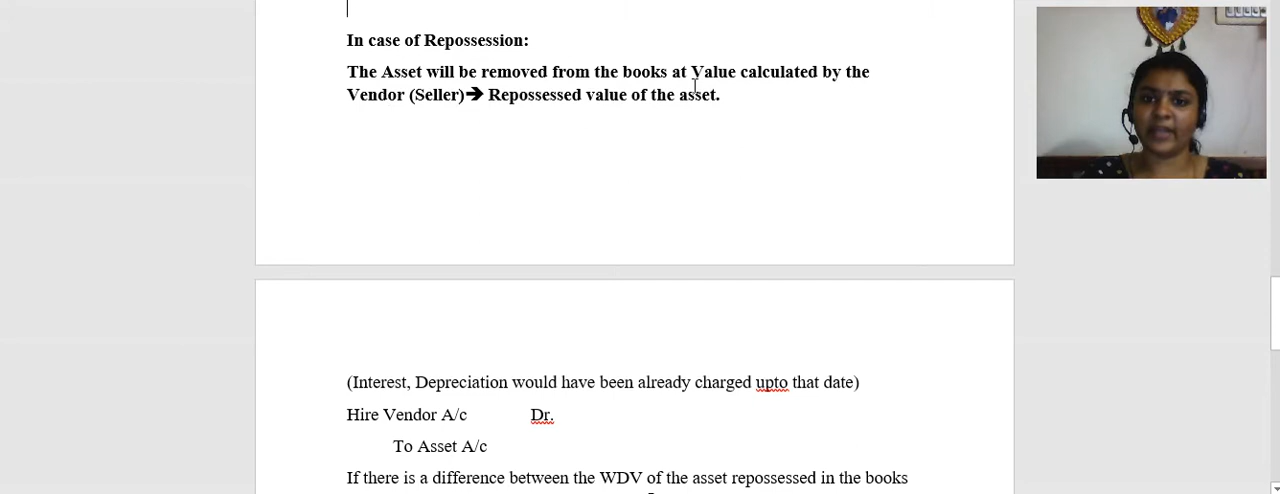 In case of Repossession:
The Asset will be removed from the books at Value calculated by the
Vendor (Seller)➔ Repossessed value of the asset.
(Interest, Depreciation would have been already charged upto that date)
Hire Vendor A/c Dr.
To Asset A/c
If there is a difference between the WDV of the asset repossessed in the books